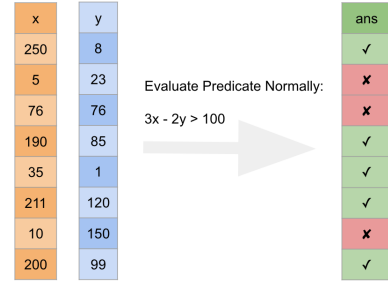 x y ans
250 8 ✓
5 23 ✘
Evaluate Predicate Normally:
76 76 ✘
3x - 2y > 100
190 85 ✓
35 1 ✓
211 120 ✓
10 150 ✘
200 99 ✓